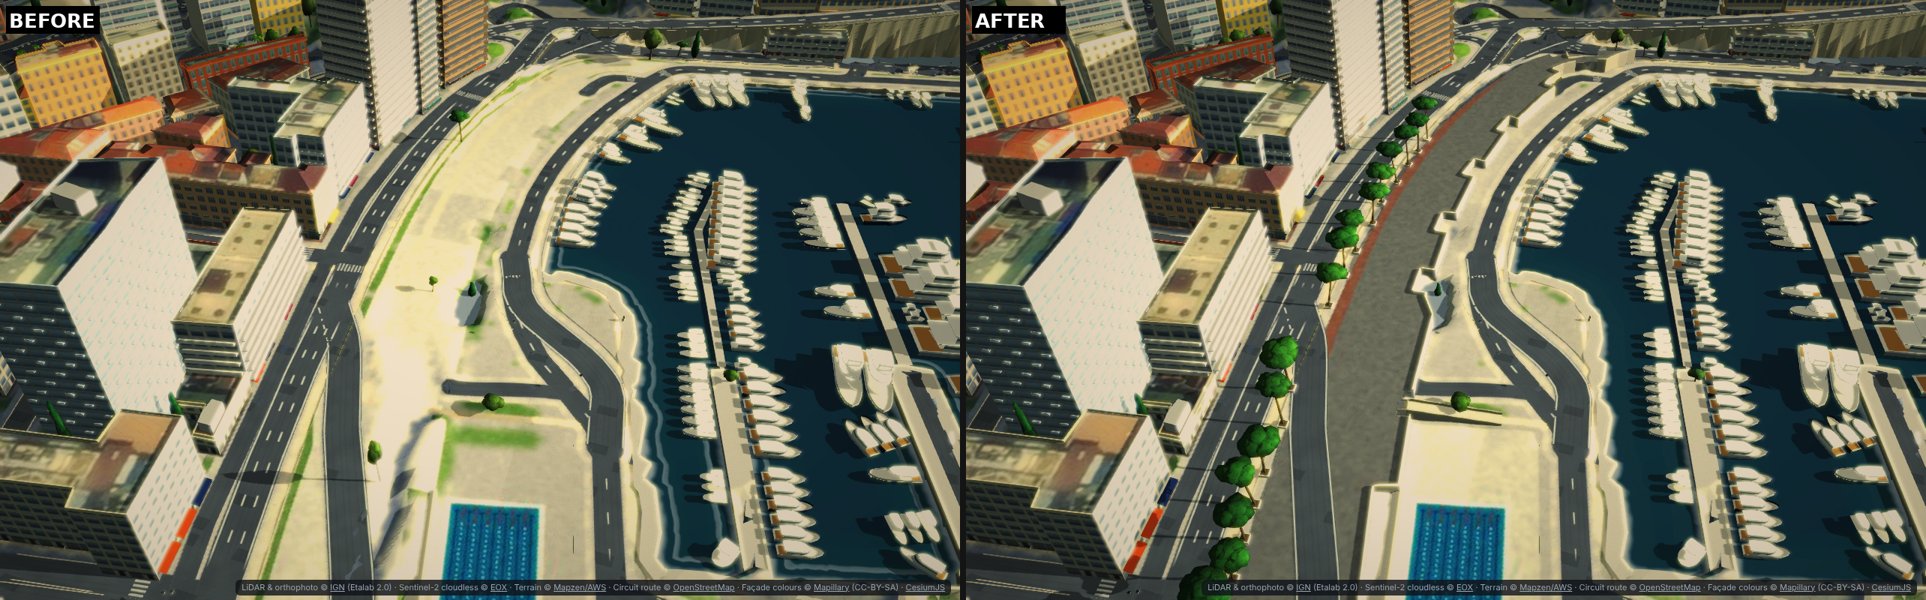 BEFORE
AFTER
LiDAR & orthophoto © IGN (Etalab 2.0) · Sentinel-2 cloudless © EOX · Terrain © Mapzen/AWS · Circuit route © OpenStreetMap · Façade colours © Mapillary (CC-BY-SA) · CesiumJS
LiDAR & orthophoto © IGN (Etalab 2.0) · Sentinel-2 cloudless © EOX · Terrain © Mapzen/AWS · Circuit route © OpenStreetMap · Façade colours © Mapillary (CC-BY-SA) · CesiumJS